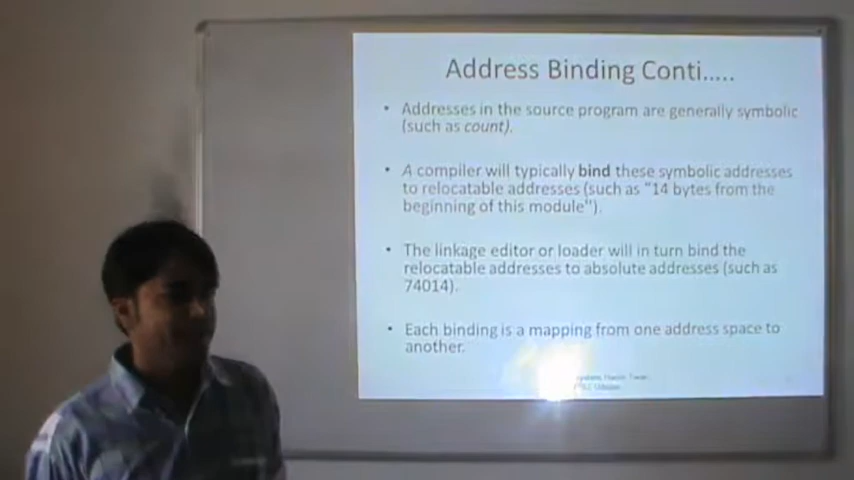 Address Binding Conti.....
• Addresses in the source program are generally symbolic
(such as count).
• A compiler will typically bind these symbolic addresses
to relocatable addresses (such as "14 bytes from the
beginning of this module").
• The linkage editor or loader will in turn bind the
relocatable addresses to absolute addresses (such as
74014).
• Each binding is a mapping from one address space to
another.